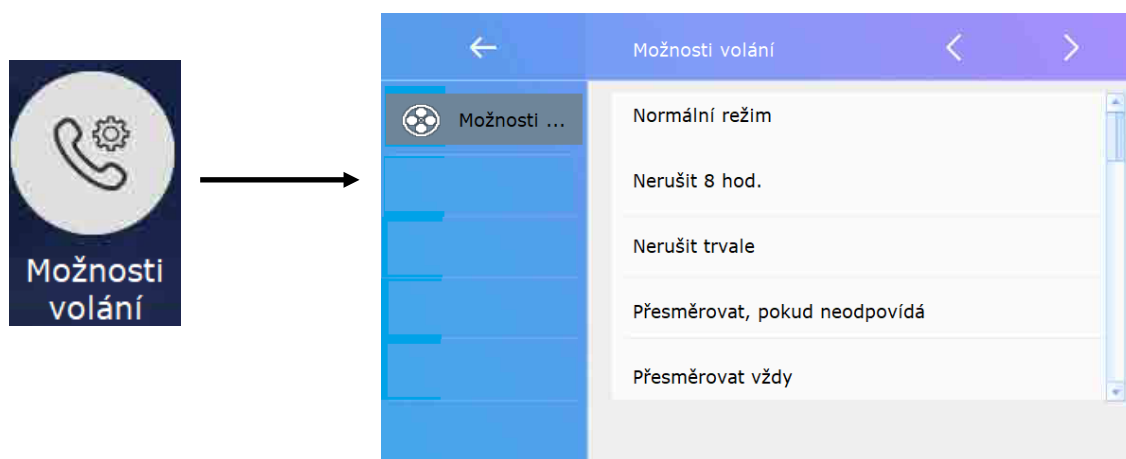 Možnosti
volání
Možnosti volání
Možnosti ...
Normální režim
Nerušit 8 hod.
Nerušit trvale
Přesměrovat, pokud neodpovídá
Přesměrovat vždy